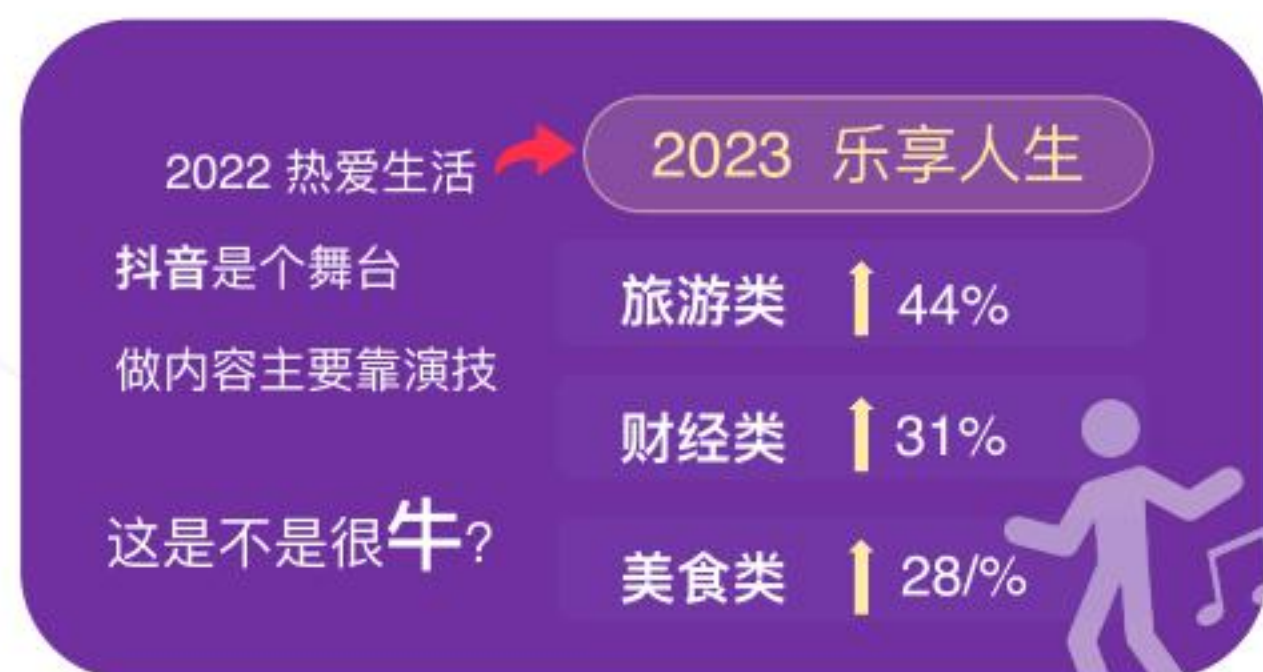 2022 热爱生活
2023 乐享人生
抖音是个舞台
做内容主要靠演技
这是不是很牛?
旅游类 44%
财经类 31%
美食类 28/%